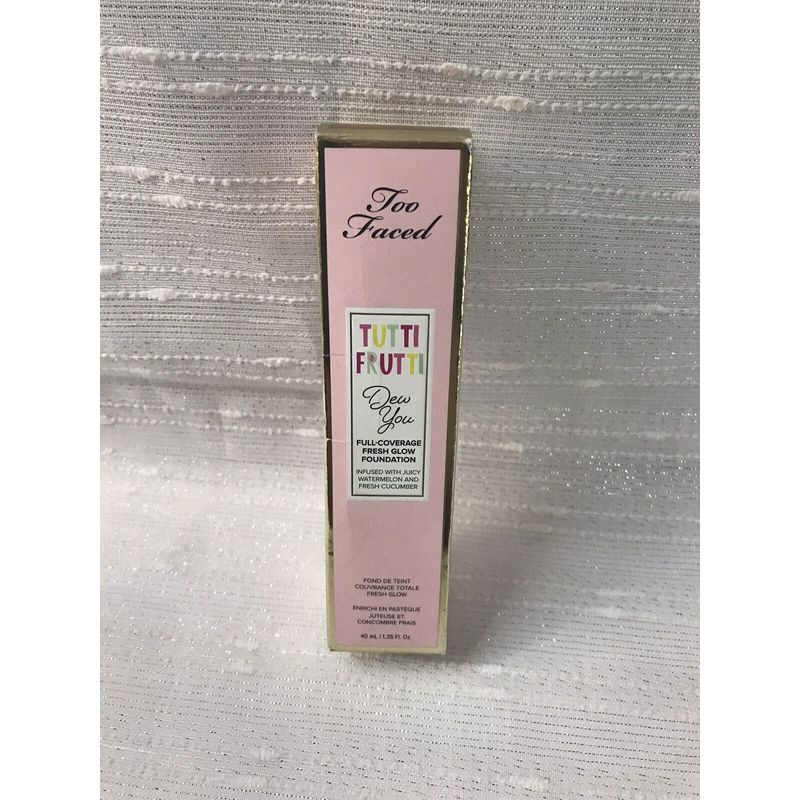 Too
Faced
TUTTI
FRUTTI
Dew
You
FULL-COVERAGE
FRESH GLOW
FOUNDATION
INFUSED WITH JUICY
WATERMELON AND
FRESH CUCUMBER
FOND DE TEINT
COUVRANCE TOTALE
FRESH GLOW
ENRICHI EN PASTÈQUE
JUTEUSE ET
CONCOMBRE FRAIS
40 mL / 1.35 Fl. Oz.